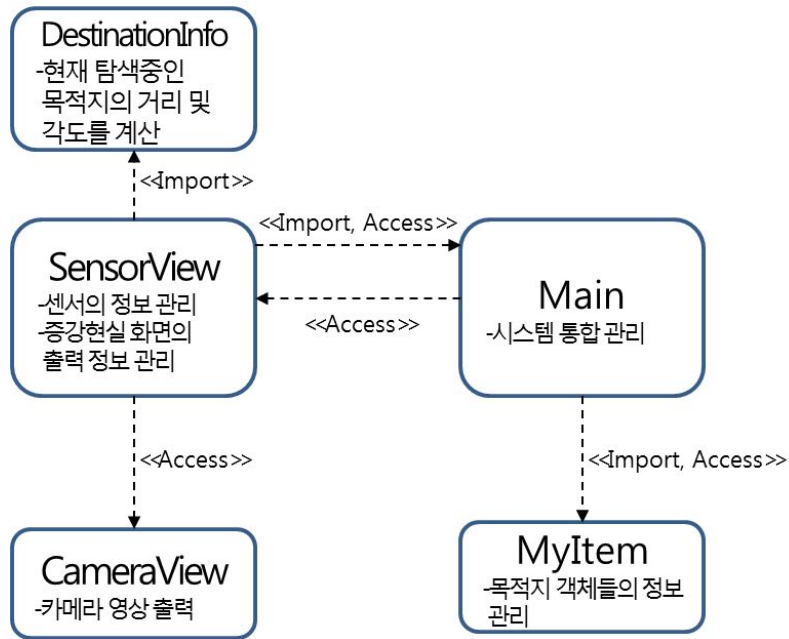 DestinationInfo
-현재 탐색중인
목적지의 거리 및
각도를 계산
<<Import>>
<<Import, Access>>
SensorView
-센서의 정보 관리
-증강현실 화면의
출력 정보 관리
Main
-시스템 통합 관리
<<Access>>
<<Access>>
<<Import, Access>>
CameraView
-카메라 영상 출력
MyItem
-목적지 객체들의 정보
관리